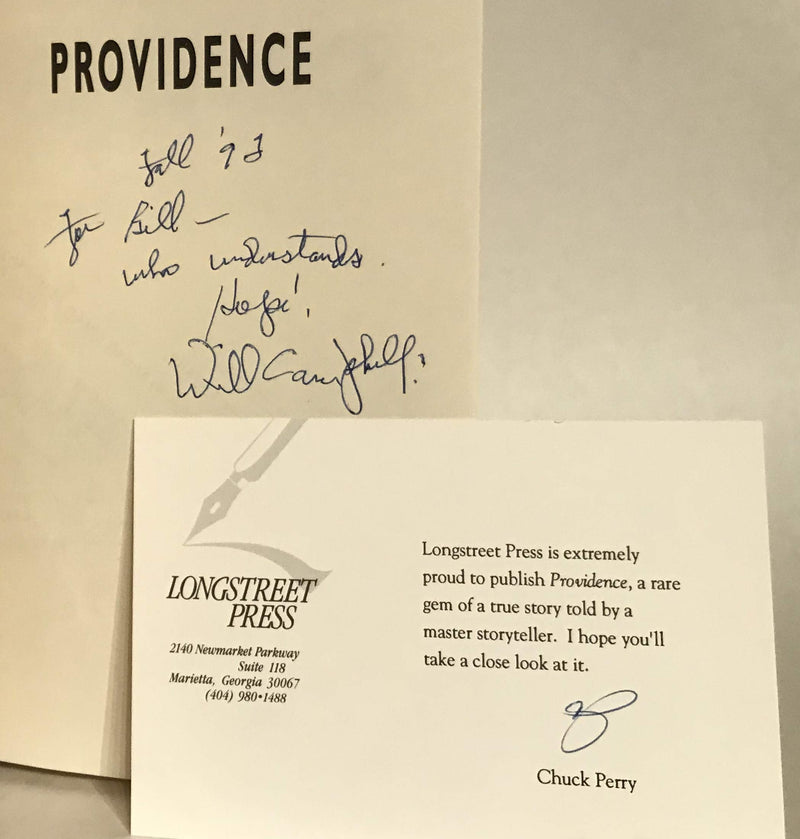 PROVIDENCE
Fall '92
for Bill —
who understands.
Hope!
Will Campbell
LONGSTREET
PRESS
2140 Newmarket Parkway
Suite 118
Marietta, Georgia 30067
(404) 980•1488
Longstreet Press is extremely
proud to publish Providence, a rare
gem of a true story told by a
master storyteller. I hope you'll
take a close look at it.
Chuck Perry